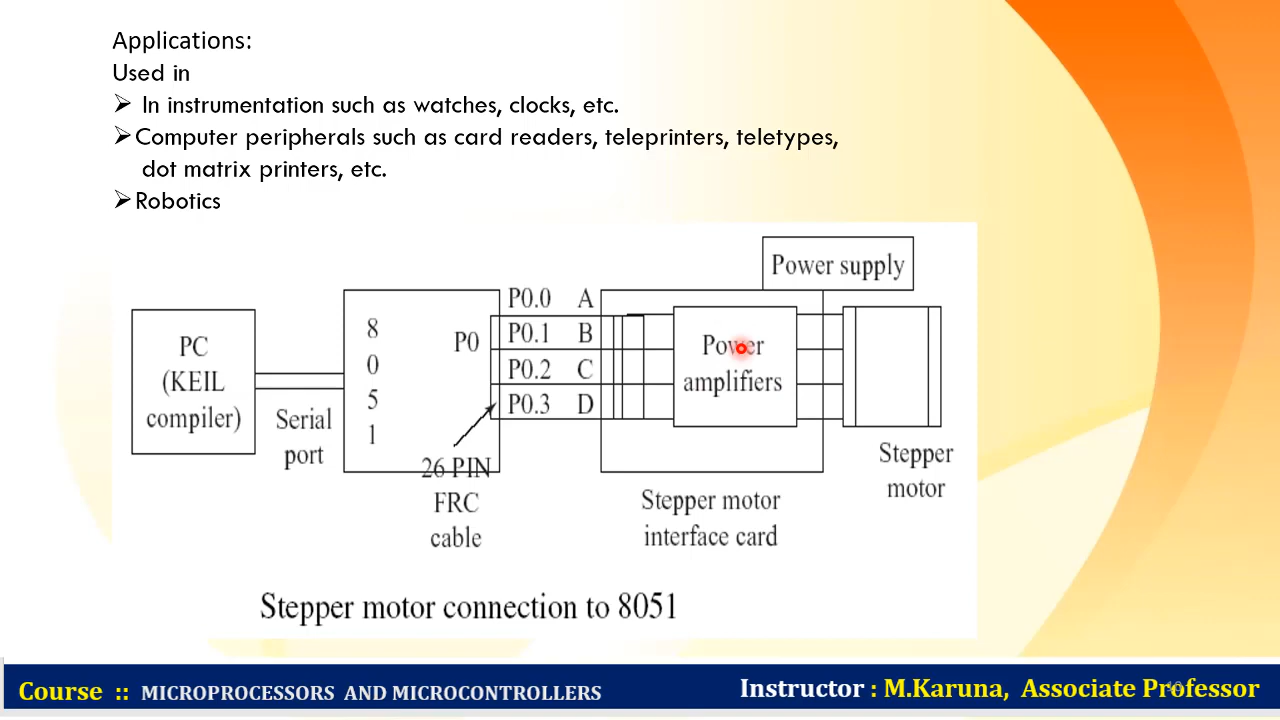 Applications:
Used in
➢ In instrumentation such as watches, clocks, etc.
➢ Computer peripherals such as card readers, teleprinters, teletypes,
dot matrix printers, etc.
➢ Robotics
Power supply
PC
(KEIL
compiler)
Serial
port
8
0
5
1
P0
P0.0 A
P0.1 B
P0.2 C
P0.3 D
26 PIN
FRC
cable
Power
amplifiers
Stepper motor
interface card
Stepper
motor
Stepper motor connection to 8051
Course :: MICROPROCESSORS AND MICROCONTROLLERS
Instructor : M.Karuna, Associate Professor